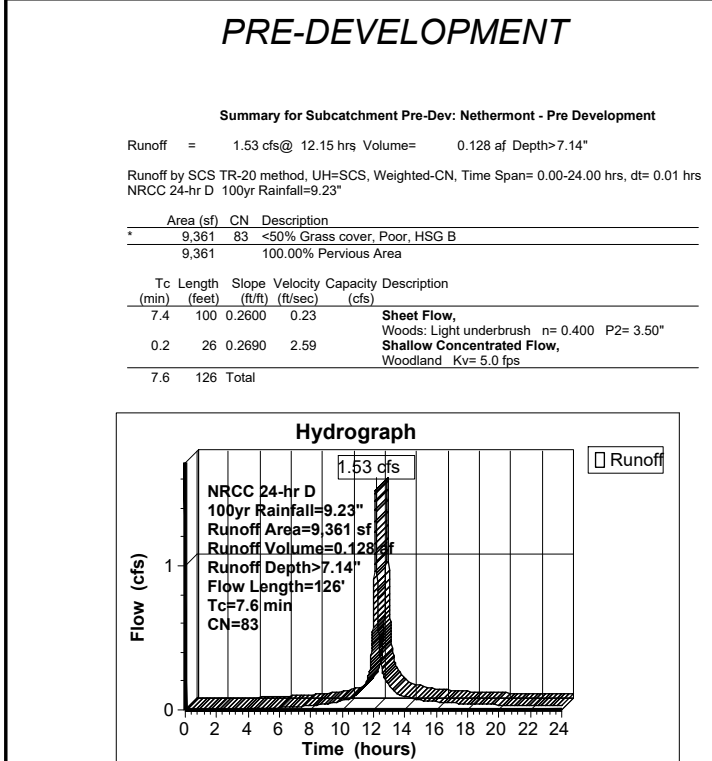 PRE-DEVELOPMENT
Summary for Subcatchment Pre-Dev: Nethermont - Pre Development
Runoff = 1.53 cfs@ 12.15 hrs Volume= 0.128 af Depth>7.14"
Runoff by SCS TR-20 method, UH=SCS, Weighted-CN, Time Span= 0.00-24.00 hrs, dt= 0.01 hrs
NRCC 24-hr D 100yr Rainfall=9.23"
Area (sf) CN Description
* 9,361 83 <50% Grass cover, Poor, HSG B
9,361 100.00% Pervious Area
Tc Length Slope Velocity Capacity Description
(min) (feet) (ft/ft) (ft/sec) (cfs)
7.4 100 0.2600 0.23 Sheet Flow,
Woods: Light underbrush n= 0.400 P2= 3.50"
0.2 26 0.2690 2.59 Shallow Concentrated Flow,
Woodland Kv= 5.0 fps
7.6 126 Total
Hydrograph
1.53 cfs
Runoff
NRCC 24-hr D
100yr Rainfall=9.23"
Runoff Area=9,361 sf
Runoff Volume=0.128 af
Runoff Depth>7.14"
Flow Length=126'
Tc=7.6 min
CN=83
Flow (cfs)
1
0
0 2 4 6 8 10 12 14 16 18 20 22 24
Time (hours)